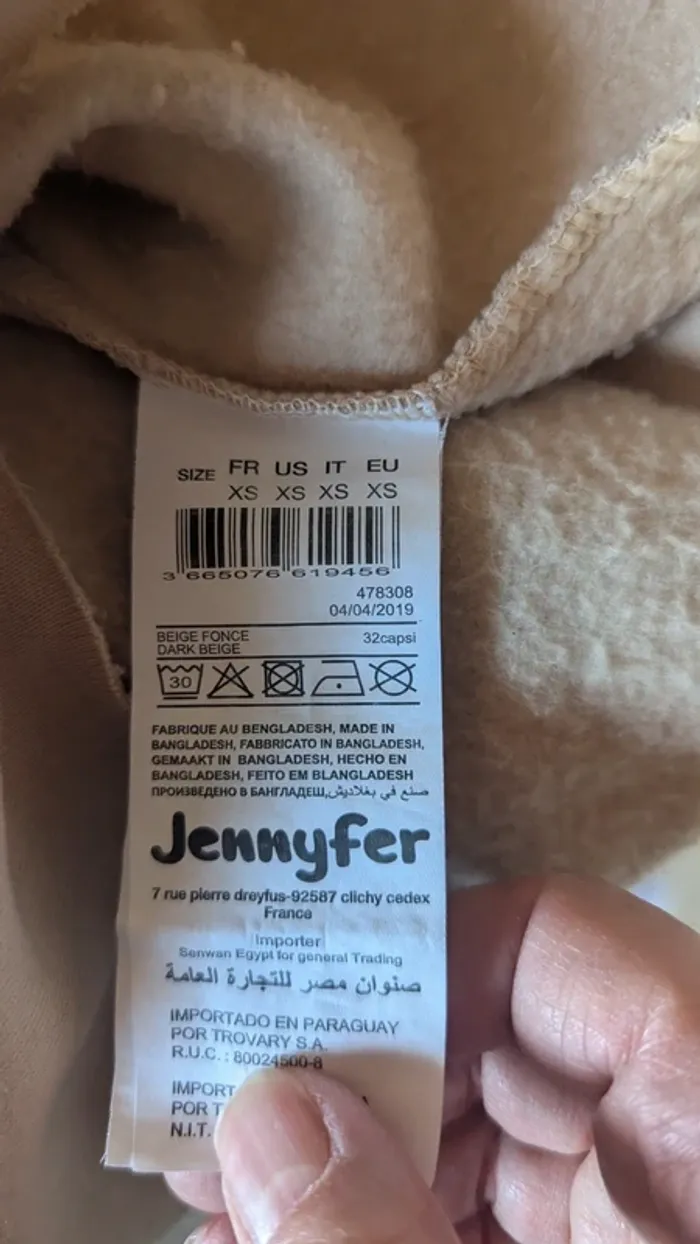 SIZE FR US IT EU
XS XS XS XS
3 665076 619456
478308
04/04/2019
BEIGE FONCE 32capsi
DARK BEIGE
30
FABRIQUE AU BENGLADESH, MADE IN
BANGLADESH, FABBRICATO IN BANGLADESH,
GEMAAKT IN BANGLADESH, HECHO EN
BANGLADESH, FEITO EM BLANGLADESH
ПРОИЗВЕДЕНО В БАНГЛАДЕШ,صنع في بغلاديش
Jennyfer
7 rue pierre dreyfus-92587 clichy cedex
France
Importer
Senwan Egypt for general Trading
صنوان مصر للتجارة العامة
IMPORTADO EN PARAGUAY
POR TROVARY S.A.
R.U.C.: 80024500-8
IMPORT
POR T
N.I.T.